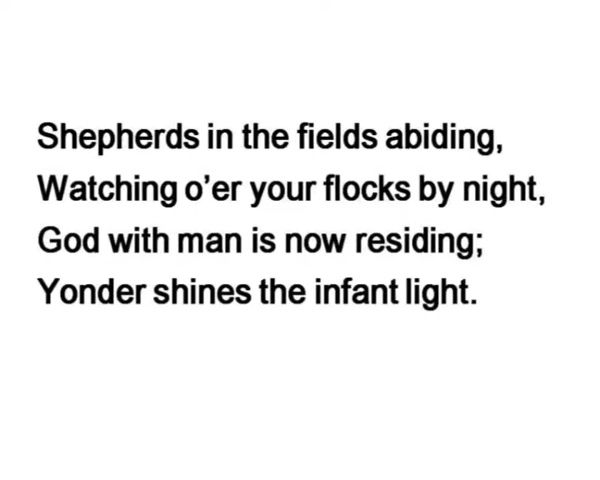 Shepherds in the fields abiding,
Watching o’er your flocks by night,
God with man is now residing;
Yonder shines the infant light.